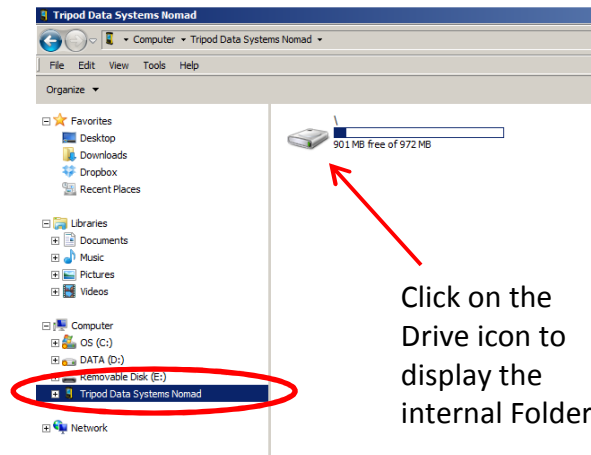 Tripod Data Systems Nomad
Computer Tripod Data Systems Nomad
File Edit View Tools Help
Organize
Favorites
Desktop
Downloads
Dropbox
Recent Places
Libraries
Documents
Music
Pictures
Videos
Computer
OS (C:)
DATA (D:)
Removable Disk (E:)
Tripod Data Systems Nomad
Network
\
901 MB free of 972 MB
Click on the
Drive icon to
display the
internal Folder